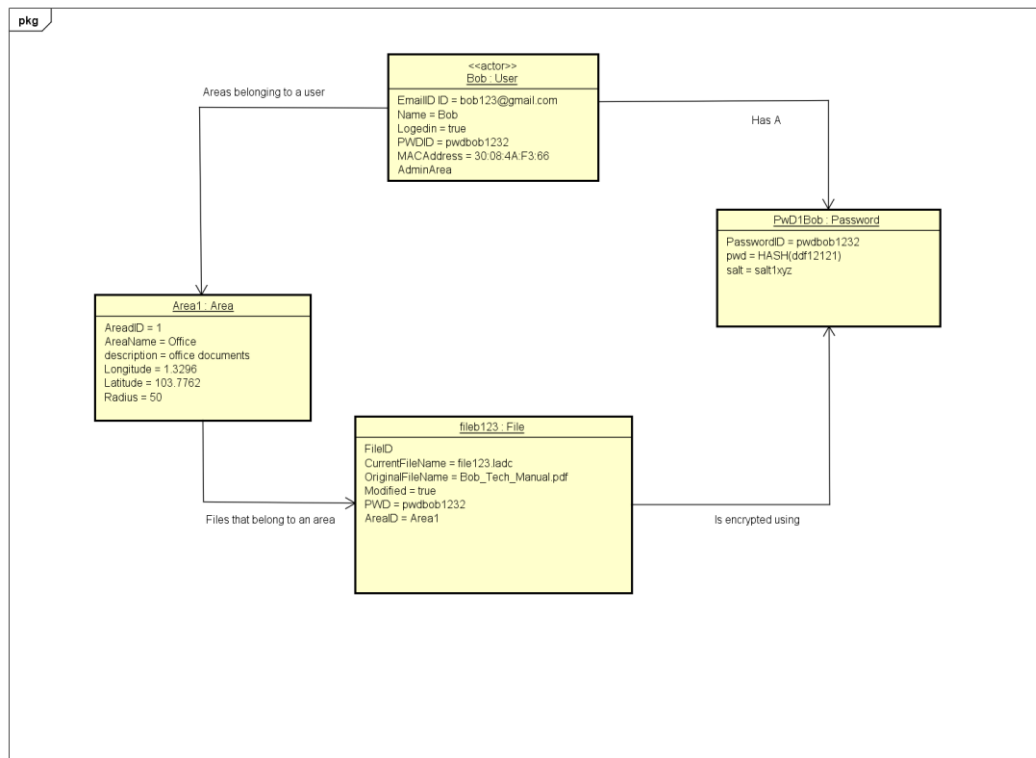 pkg
<<actor>>
Bob : User
EmailID ID = bob123@gmail.com
Name = Bob
Logedin = true
PWDID = pwdbob1232
MACAddress = 30:08:4A:F3:66
AdminArea
Areas belonging to a user
Has A
PwD1Bob : Password
PasswordID = pwdbob1232
pwd = HASH(ddf12121)
salt = salt1xyz
Area1 : Area
AreadID = 1
AreaName = Office
description = office documents
Longitude = 1.3296
Latitude = 103.7762
Radius = 50
fileb123 : File
FileID
CurrentFileName = file123.ladc
OriginalFileName = Bob_Tech_Manual.pdf
Modified = true
PWD = pwdbob1232
AreaID = Area1
Files that belong to an area
Is encrypted using